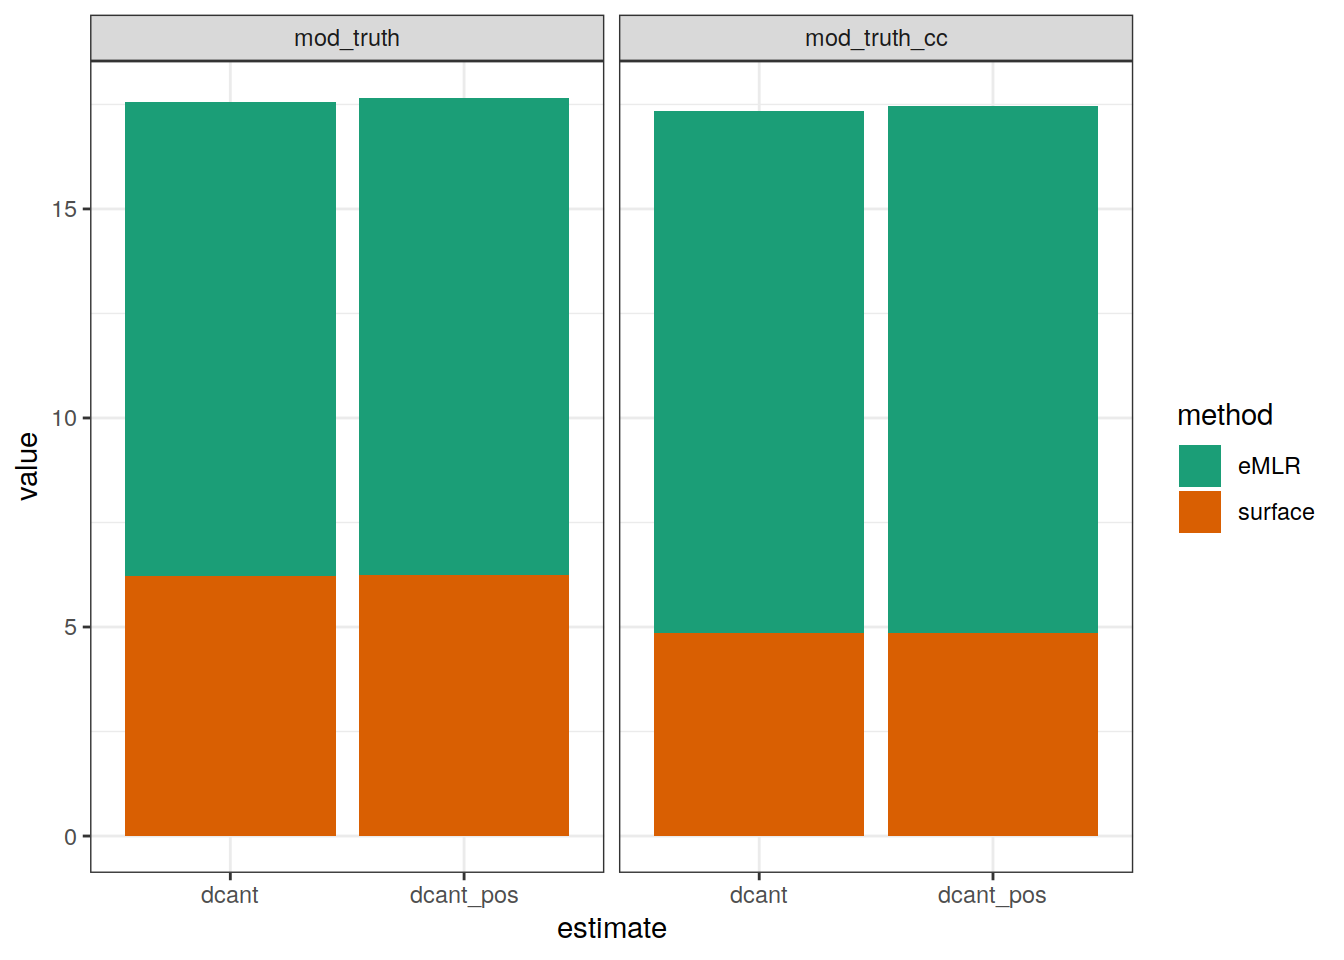 mod_truth
mod_truth_cc
value
15
10
5
0
dcant
dcant_pos
dcant
dcant_pos
estimate
method
eMLR
surface